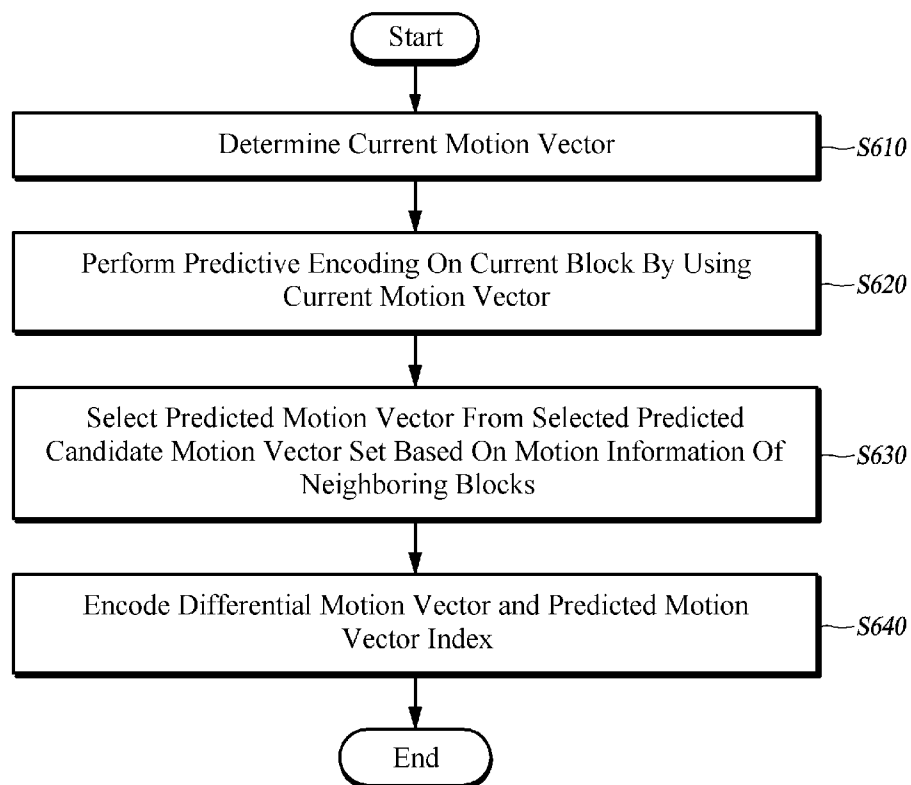 Start
Determine Current Motion Vector
S610
Perform Predictive Encoding On Current Block By Using
Current Motion Vector
S620
Select Predicted Motion Vector From Selected Predicted
Candidate Motion Vector Set Based On Motion Information Of
Neighboring Blocks
S630
Encode Differential Motion Vector and Predicted Motion
Vector Index
S640
End